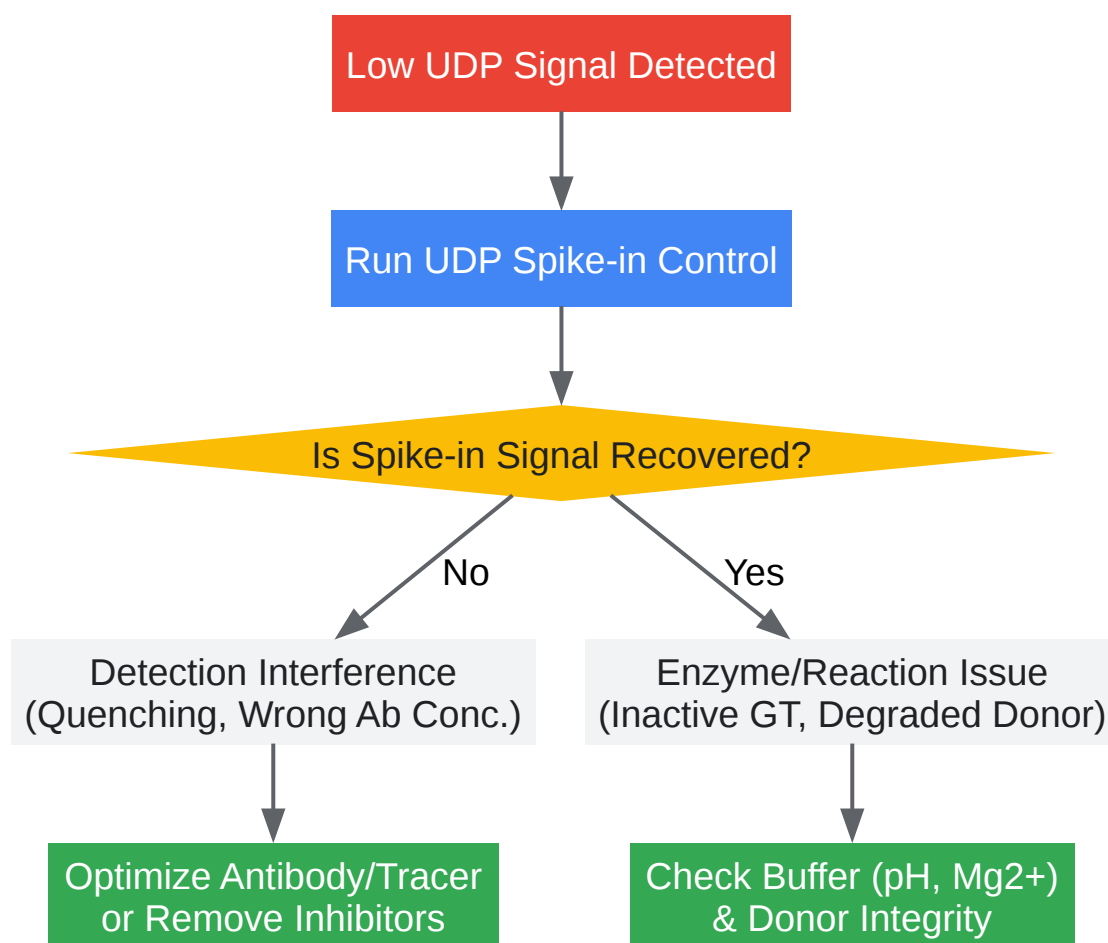 Low UDP Signal Detected
Run UDP Spike-in Control
Is Spike-in Signal Recovered?
No
Yes
Detection Interference
(Quenching, Wrong Ab Conc.)
Enzyme/Reaction Issue
(Inactive GT, Degraded Donor)
Optimize Antibody/Tracer
or Remove Inhibitors
Check Buffer (pH, Mg2+)
& Donor Integrity